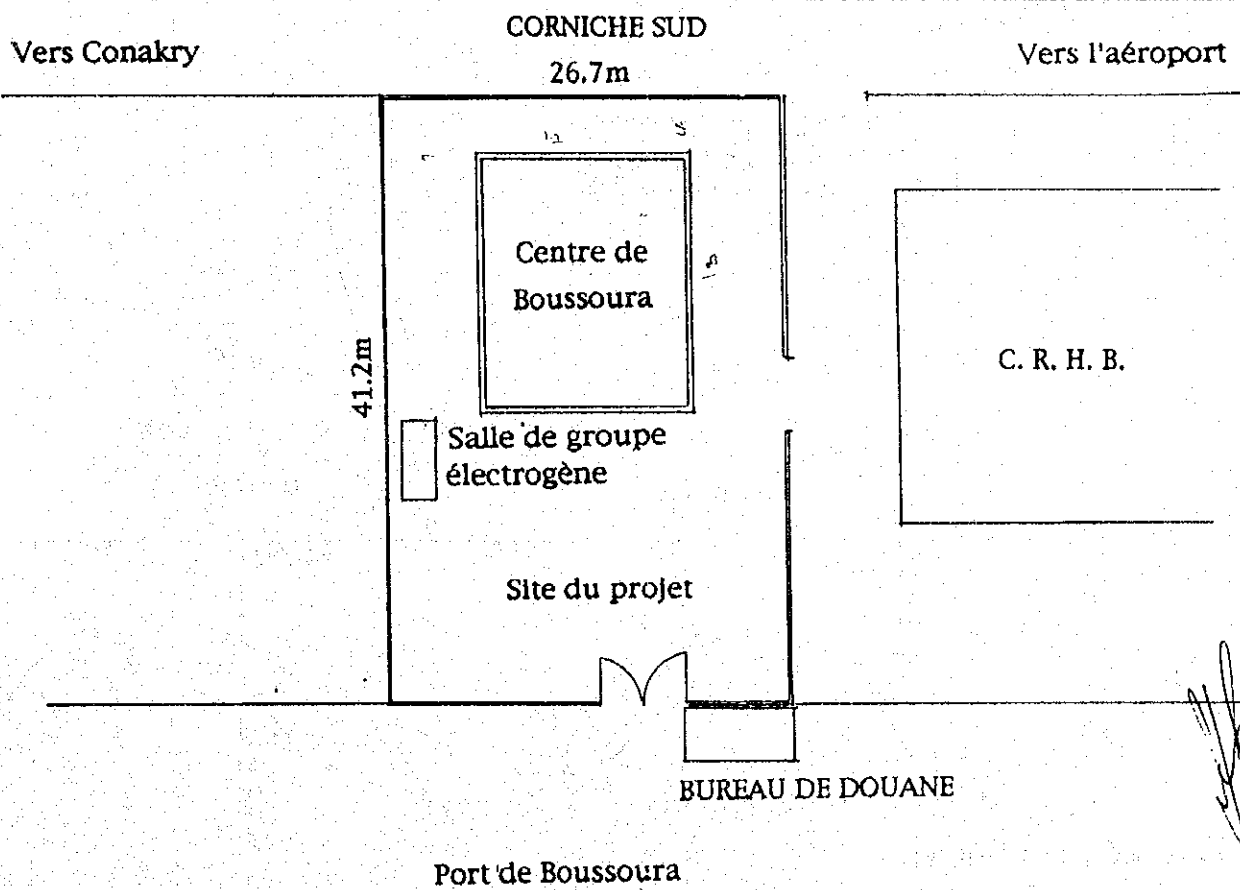 CORNICHE SUD
Vers Conakry
Vers l'aéroport
26.7m
12
Centre de
Boussoura
C. R. H. B.
41.2m
Salle de groupe
électrogène
Site du projet
BUREAU DE DOUANE
Port de Boussoura